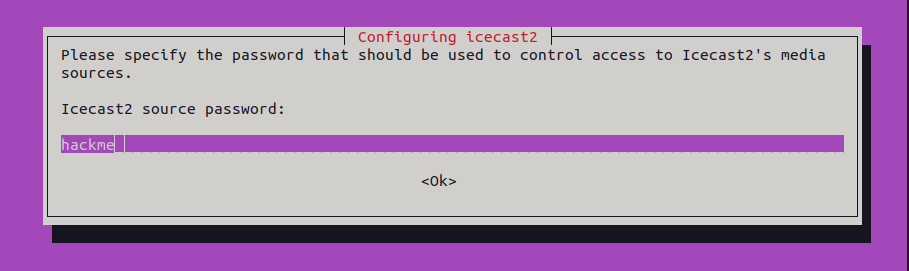 Configuring icecast2
Please specify the password that should be used to control access to Icecast2's media
sources.
Icecast2 source password:
hackme
<Ok>